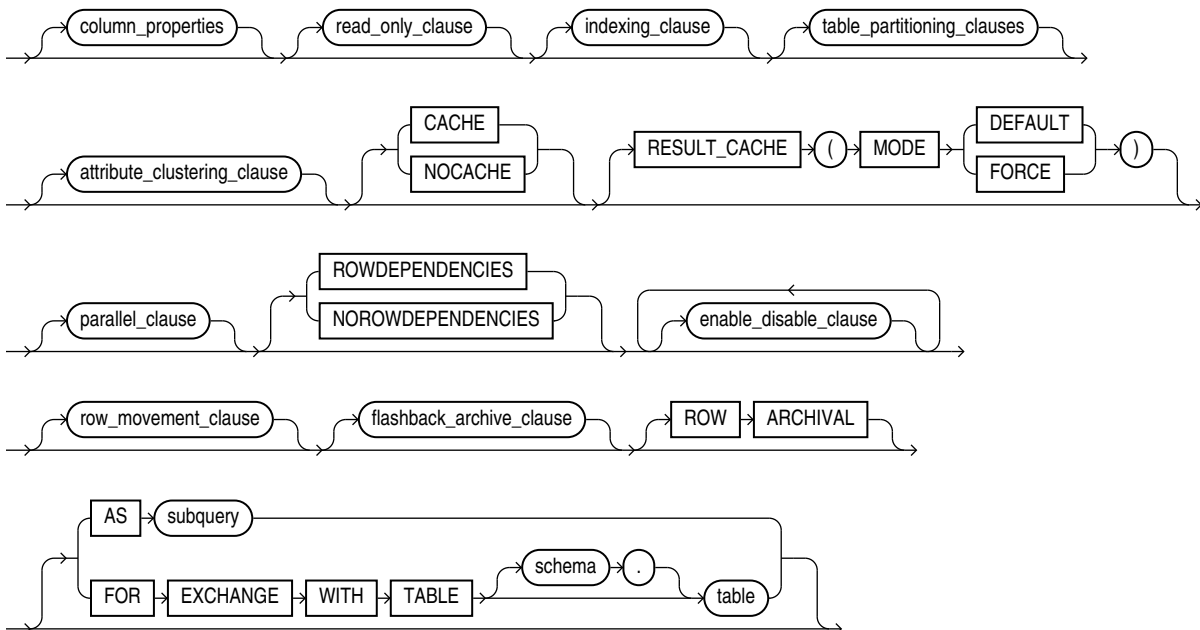 column_properties read_only_clause indexing_clause table_partitioning_clauses
CACHE DEFAULT
attribute_clustering_clause RESULT_CACHE ( MODE )
NOCACHE FORCE
ROWDEPENDENCIES
parallel_clause enable_disable_clause
NOROWDEPENDENCIES
row_movement_clause flashback_archive_clause ROW ARCHIVAL
AS subquery
schema .
FOR EXCHANGE WITH TABLE table